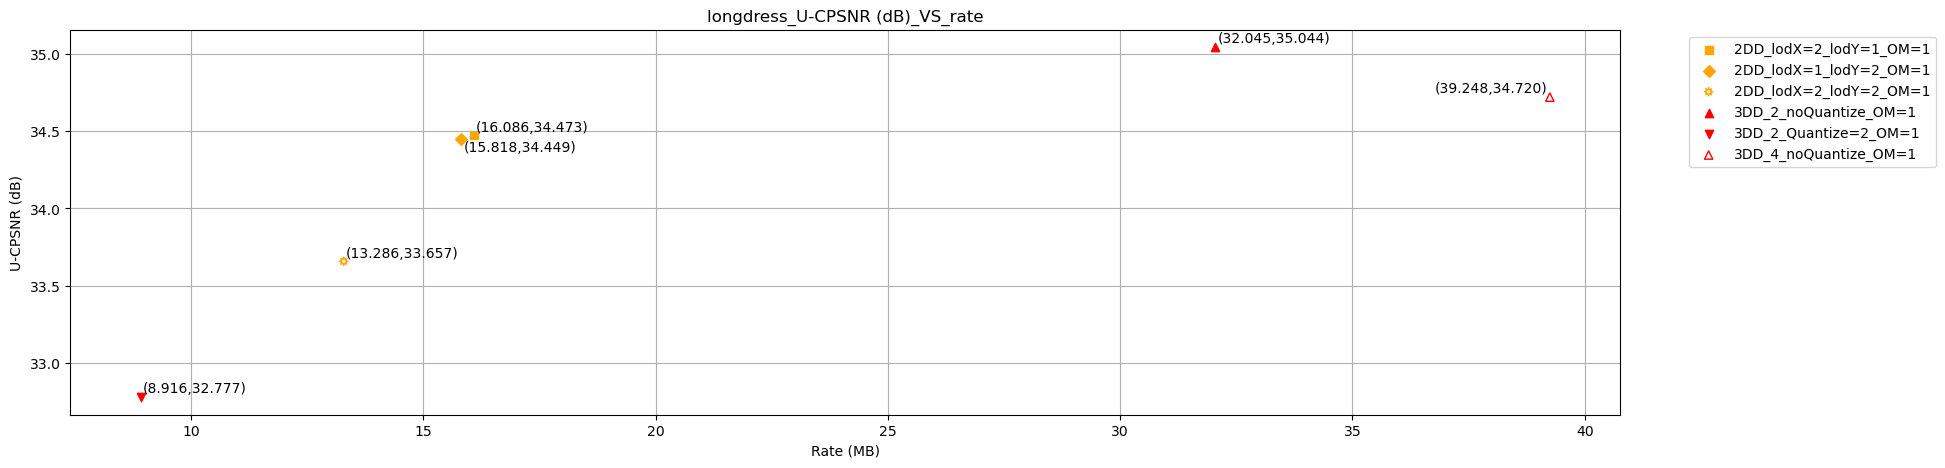 longdress_U-CPSNR (dB)_VS_rate
(32.045,35.044)
(39.248,34.720)
(16.086,34.473)
(15.818,34.449)
(13.286,33.657)
(8.916,32.777)
35.0
34.5
34.0
33.5
33.0
U-CPSNR (dB)
10
15
20
25
30
35
40
Rate (MB)
2DD_lodX=2_lodY=1_OM=1
2DD_lodX=1_lodY=2_OM=1
2DD_lodX=2_lodY=2_OM=1
3DD_2_noQuantize_OM=1
3DD_2_Quantize=2_OM=1
3DD_4_noQuantize_OM=1